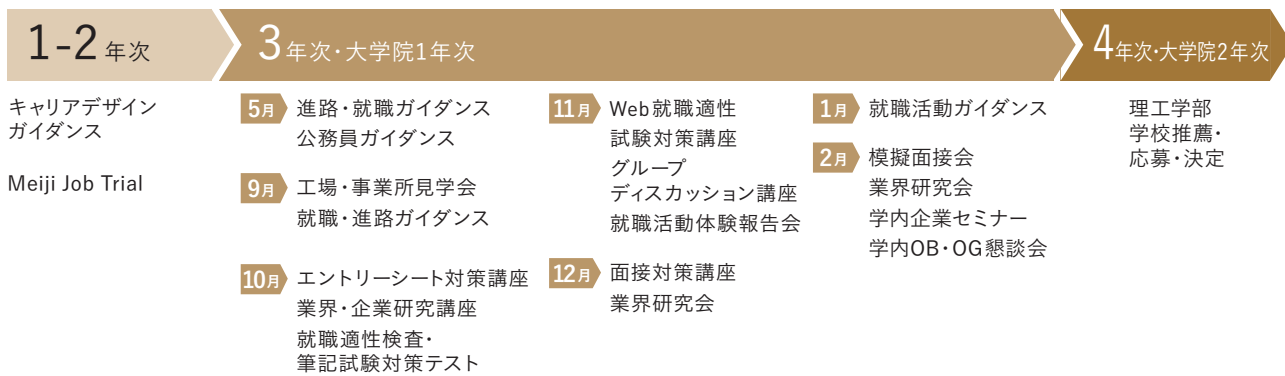 1-2年次
3年次・大学院1年次
4年次・大学院2年次
キャリアデザイン
ガイダンス
Meiji Job Trial
5月 進路・就職ガイダンス
公務員ガイダンス
9月 工場・事業所見学会
就職・進路ガイダンス
10月 エントリーシート対策講座
業界・企業研究講座
就職適性検査・
筆記試験対策テスト
11月 Web就職適性
試験対策講座
グループ
ディスカッション講座
就職活動体験報告会
12月 面接対策講座
業界研究会
1月 就職活動ガイダンス
2月 模擬面接会
業界研究会
学内企業セミナー
学内OB・OG懇談会
理工学部
学校推薦・
応募・決定